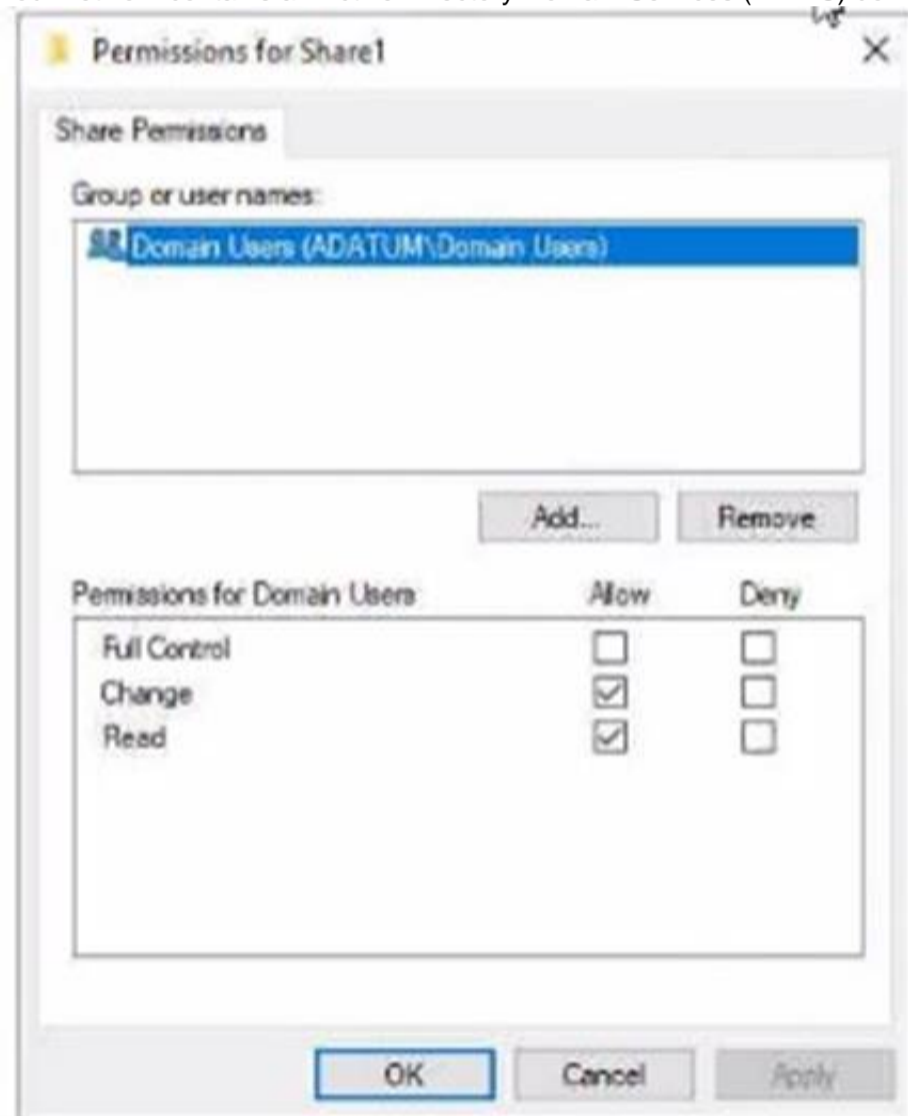 Permissions for Share1
Share Permissions
Group or user names:
Domain Users (ADATUM\Domain Users)
Add... Remove
Permissions for Domain Users Allow Deny
Full Control
Change
Read
OK Cancel Apply